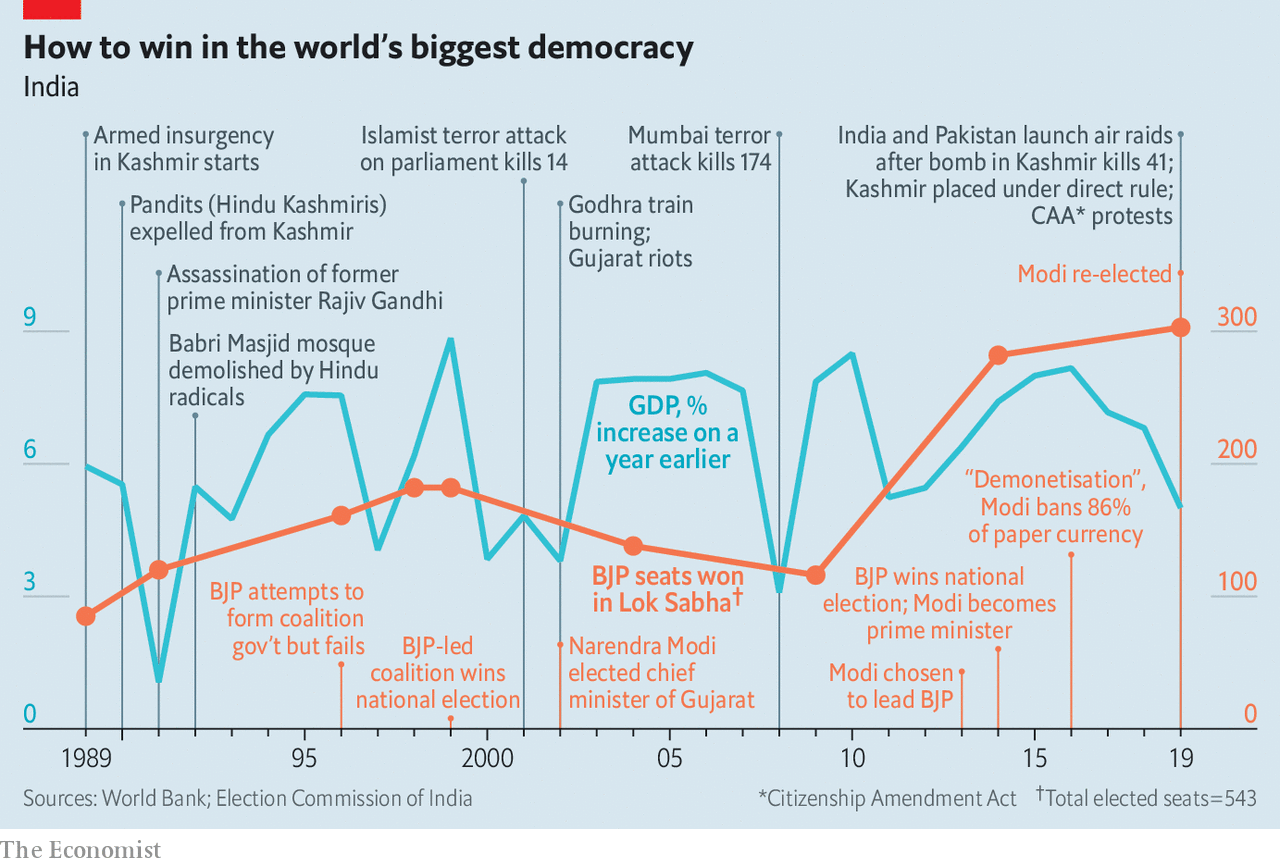 How to win in the world's biggest democracy
India
Armed insurgency
in Kashmir starts
Pandits (Hindu Kashmiris)
expelled from Kashmir
Assassination of former
prime minister Rajiv Gandhi
Babri Masjid mosque
demolished by Hindu
radicals
Islamist terror attack
on parliament kills 14
Godhra train
burning;
Gujarat riots
Mumbai terror
attack kills 174
India and Pakistan launch air raids
after bomb in Kashmir kills 41;
Kashmir placed under direct rule;
CAA* protests
Modi re-elected
9
6
3
0
300
200
100
0
GDP, %
increase on a
year earlier
BJP seats won
in Lok Sabha†
BJP attempts to
form coalition
gov't but fails
BJP-led
coalition wins
national election
Narendra Modi
elected chief
minister of Gujarat
Modi chosen
to lead BJP
BJP wins national
election; Modi becomes
prime minister
“Demonetisation”,
Modi bans 86%
of paper currency
1989 95 2000 05 10 15 19
Sources: World Bank; Election Commission of India
*Citizenship Amendment Act †Total elected seats=543
The Economist